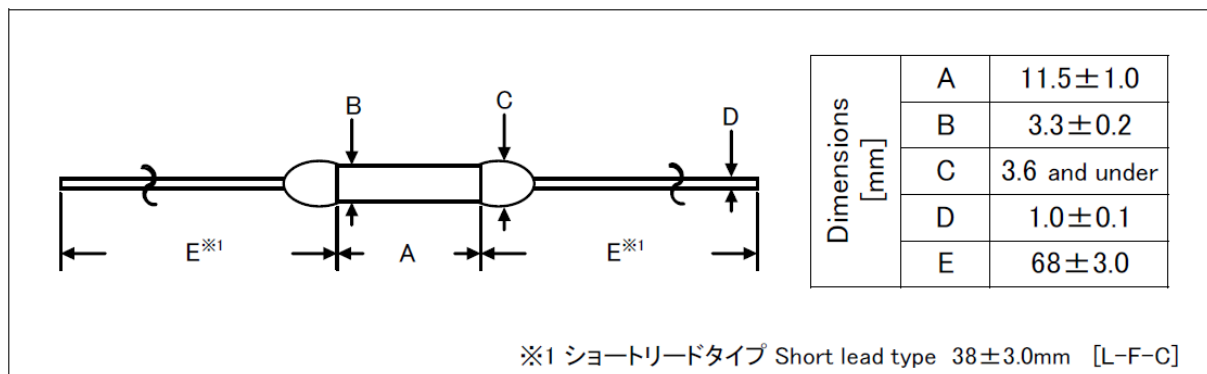 B
C
D
E※1
A
E※1
Dimensions
[mm]
A 11.5±1.0
B 3.3±0.2
C 3.6 and under
D 1.0±0.1
E 68±3.0
※1 ショートリードタイプ Short lead type 38±3.0mm [L-F-C]